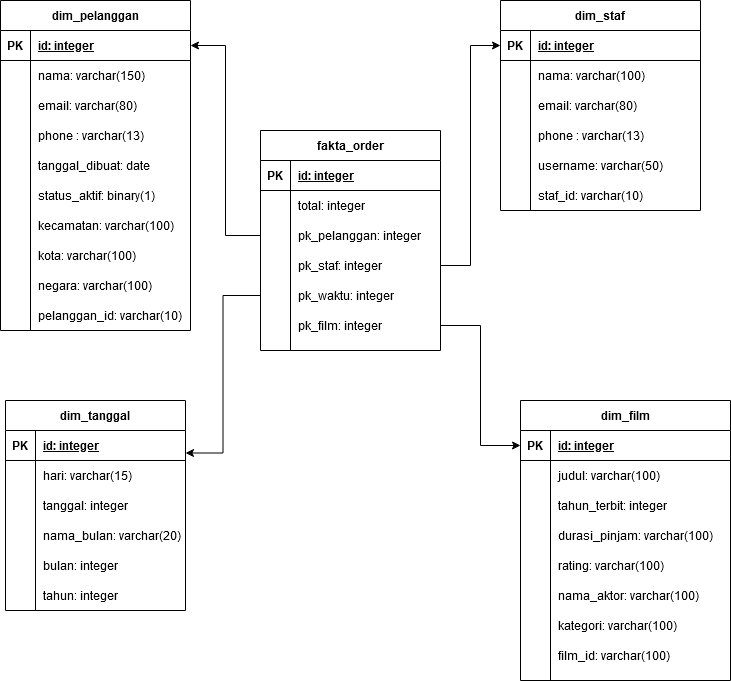 dim_pelanggan
PK id: integer
nama: varchar(150)
email: varchar(80)
phone : varchar(13)
tanggal_dibuat: date
status_aktif: binary(1)
kecamatan: varchar(100)
kota: varchar(100)
negara: varchar(100)
pelanggan_id: varchar(10)
dim_staf
PK id: integer
nama: varchar(100)
email: varchar(80)
phone : varchar(13)
username: varchar(50)
staf_id: varchar(10)
fakta_order
PK id: integer
total: integer
pk_pelanggan: integer
pk_staf: integer
pk_waktu: integer
pk_film: integer
dim_tanggal
PK id: integer
hari: varchar(15)
tanggal: integer
nama_bulan: varchar(20)
bulan: integer
tahun: integer
dim_film
PK id: integer
judul: varchar(100)
tahun_terbit: integer
durasi_pinjam: varchar(100)
rating: varchar(100)
nama_aktor: varchar(100)
kategori: varchar(100)
film_id: varchar(100)